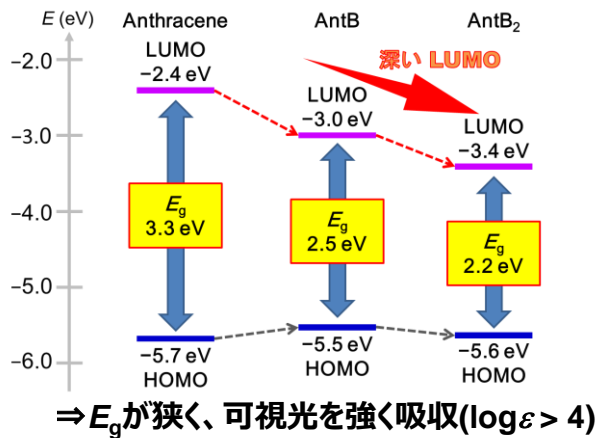 E (eV)
Anthracene
AntB
AntB₂
深い LUMO
−2.0
−3.0
−4.0
−5.0
−6.0
LUMO
−2.4 eV
Eg
3.3 eV
−5.7 eV
HOMO
LUMO
−3.0 eV
Eg
2.5 eV
−5.5 eV
HOMO
LUMO
−3.4 eV
Eg
2.2 eV
−5.6 eV
HOMO
⇒Egが狭く、可視光を強く吸収(logε > 4)